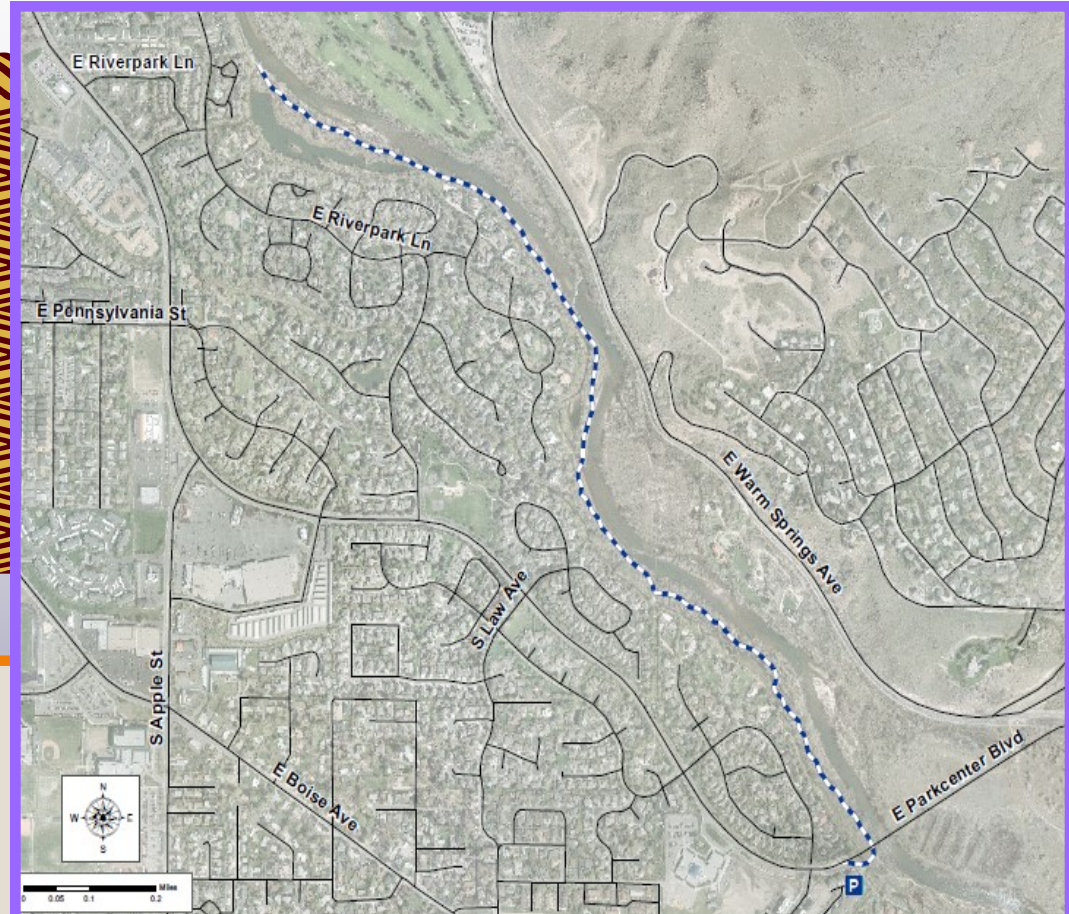 E Riverpark Ln
E Riverpark Ln
E Pennsylvania St
E Warm Springs Ave
S Law Ave
S Apple St
E Parkcenter Blvd
E Boise Ave
N
W E
S
P
Miles
0 0.05 0.1 0.2